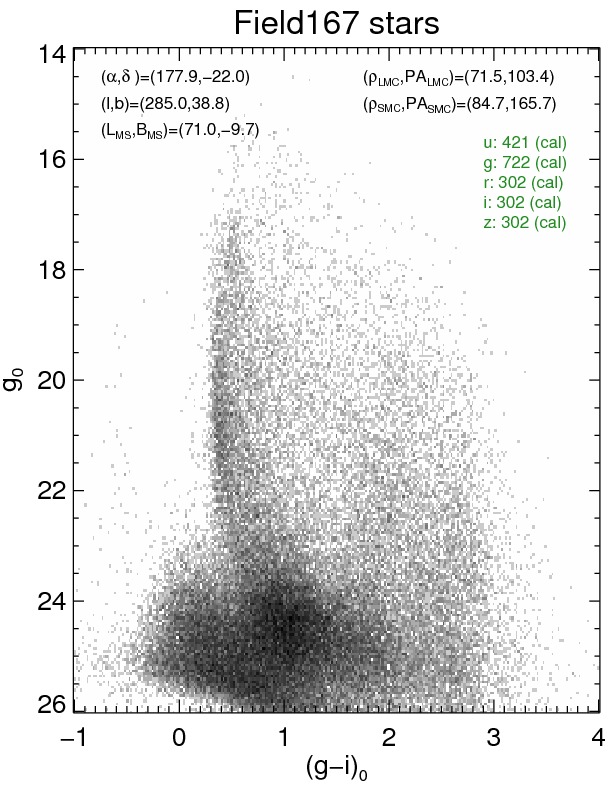 Field167 stars
(α,δ )=(177.9,−22.0)
(ρLMC,PALMC)=(71.5,103.4)
(l,b)=(285.0,38.8)
(ρSMC,PASMC)=(84.7,165.7)
(LMS,BMS)=(71.0,−9.7)
u: 421 (cal)
g: 722 (cal)
r: 302 (cal)
i: 302 (cal)
z: 302 (cal)
14
16
18
20
22
24
26
g0
−1 0 1 2 3 4
(g−i)0